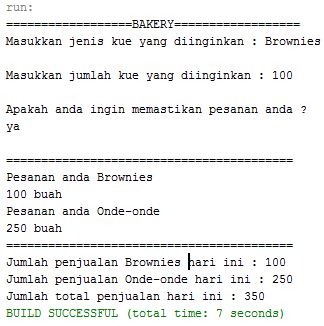 run:
==================BAKERY==================
Masukkan jenis kue yang diinginkan : Brownies
Masukkan jumlah kue yang diinginkan : 100
Apakah anda ingin memastikan pesanan anda ?
ya
=========================================
Pesanan anda Brownies
100 buah
Pesanan anda Onde-onde
250 buah
=========================================
Jumlah penjualan Brownies hari ini : 100
Jumlah penjualan Onde-onde hari ini : 250
Jumlah total penjualan hari ini : 350
BUILD SUCCESSFUL (total time: 7 seconds)